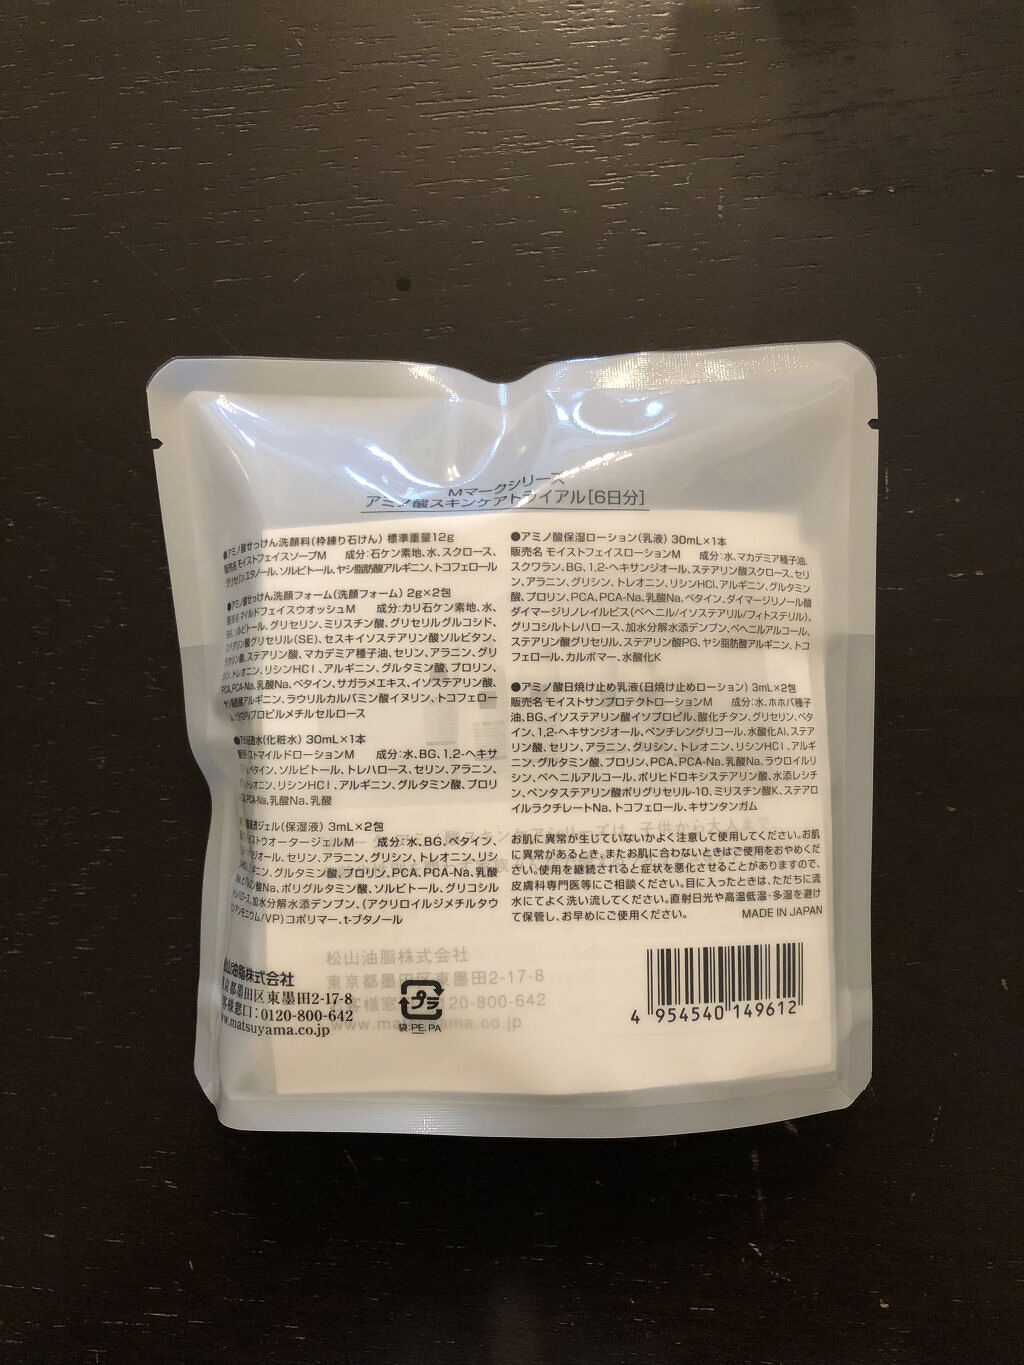 Mマークシリーズ
アミノ酸スキンケアトライアル[6日分]
●アミノ酸せっけん洗顔料(枠練り石けん) 標準重量12g
販売名 モイストフェイスソープM 成分:石ケン素地、水、スクロース、
グリセリン、エタノール、ソルビトール、ヤシ脂肪酸アルギニン、トコフェロール
●アミノ酸せっけん洗顔フォーム(洗顔フォーム) 2g×2包
販売名 マイルドフェイスウオッシュM 成分:カリ石ケン素地、水、
BG、ソルビトール、グリセリン、ミリスチン酸、グリセリルグルコシド、
ステアリン酸グリセリル(SE)、セスキイソステアリン酸ソルビタン、
ラウリン酸、ステアリン酸、マカデミア種子油、セリン、アラニン、グリ
シン、トレオニン、リシンHCl、アルギニン、グルタミン酸、プロリン、
PCA、PCA-Na、乳酸Na、ベタイン、サガラメエキス、イソステアリン酸、
ヤシ脂肪酸アルギニン、ラウリルカルバミン酸イヌリン、トコフェロー
ル、ヒドロキシプロピルメチルセルロース
浸透水(化粧水) 30mL×1本
ストマイルドローションM 成分:水、BG、1,2-ヘキサ
ベタイン、ソルビトール、トレハロース、セリン、アラニン、
トレオニン、リシンHCl、アルギニン、グルタミン酸、プロリ
PCA-Na、乳酸Na、乳酸
浸透ジェル(保湿液) 3mL×2包
ストウオータージェルM 成分:水、BG、ベタイン、
ジオール、セリン、アラニン、グリシン、トレオニン、リシ
ン、グルタミン酸、プロリン、PCA、PCA-Na、乳酸
ヒアルロン酸Na、ポリグルタミン酸、ソルビトール、グリコシル
トレハロース、加水分解水添デンプン、(アクリロイルジメチルタウ
リンアンモニウム/VP)コポリマー、t-ブタノール
松山油脂株式会社
東京都墨田区東墨田2-17-8
お客様窓口:0120-800-642
www.matsuyama.co.jp
プラ
袋:PE,PA
●アミノ酸保湿ローション(乳液) 30mL×1本
販売名 モイストフェイスローションM 成分:水、マカデミア種子油、
スクワラン、BG、1,2-ヘキサンジオール、ステアリン酸スクロース、セリ
ン、アラニン、グリシン、トレオニン、リシンHCl、アルギニン、グルタミン
酸、プロリン、PCA、PCA-Na、乳酸Na、ベタイン、ダイマージリノール酸
ダイマージリノレイルビス(ベヘニル/イソステアリル/フィトステリル)、
グリコシルトレハロース、加水分解水添デンプン、ベヘニルアルコール、
ステアリン酸グリセリル、ステアリン酸PG、ヤシ脂肪酸アルギニン、トコ
フェロール、カルボマー、水酸化K
●アミノ酸日焼け止め乳液(日焼け止めローション) 3mL×2包
販売名 モイストサンプロテクトローションM 成分:水、ホホバ種子
油、BG、イソステアリン酸イソプロピル、酸化チタン、グリセリン、ベタ
イン、1,2-ヘキサンジオール、ペンチレングリコール、水酸化Al、ステア
リン酸、セリン、アラニン、グリシン、トレオニン、リシンHCl、アルギ
ニン、グルタミン酸、プロリン、PCA、PCA-Na、乳酸Na、ラウロイルリ
シン、ベヘニルアルコール、ポリヒドロキシステアリン酸、水添レシチ
ン、ペンタステアリン酸ポリグリセリル-10、ミリスチン酸K、ステアロ
イルラクチレートNa、トコフェロール、キサンタンガム
お肌に異常が生じていないかよく注意して使用してください。お肌
に異常があるとき、またお肌に合わないときはご使用をおやめくだ
さい。使用を継続されると症状を悪化させることがありますので、
皮膚科専門医等にご相談ください。目に入ったときは、ただちに流
水にてよく洗い流してください。直射日光や高温低温・多湿を避け
て保管し、お早めにご使用ください。 MADE IN JAPAN
4 954540 149612